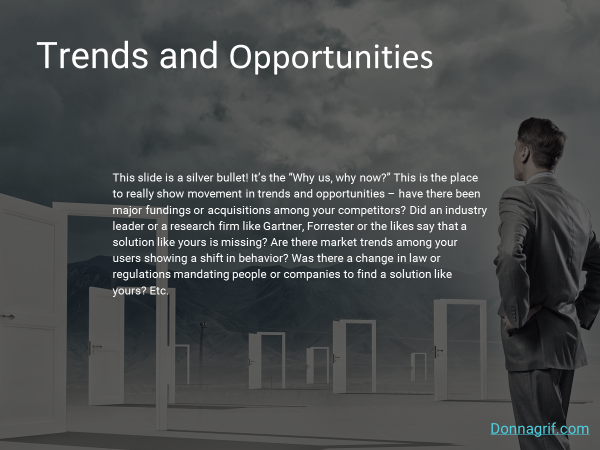 Trends and Opportunities
This slide is a silver bullet! It’s the “Why us, why now?” This is the place
to really show movement in trends and opportunities – have there been
major fundings or acquisitions among your competitors? Did an industry
leader or a research firm like Gartner, Forrester or the likes say that a
solution like yours is missing? Are there market trends among your
users showing a shift in behavior? Was there a change in law or
regulations mandating people or companies to find a solution like
yours? Etc.
Donnagrif.com